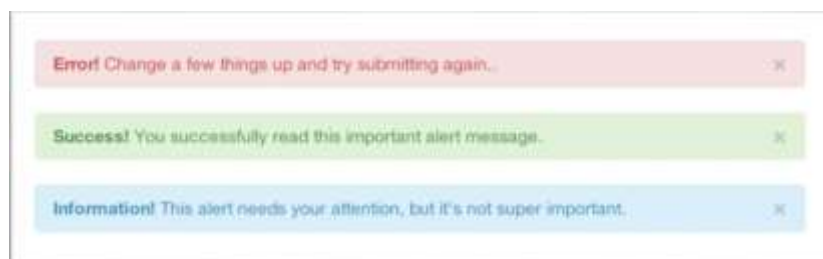 Error! Change a few things up and try submitting again. ×
Success! You successfully read this important alert message. ×
Information! This alert needs your attention, but it's not super important. ×